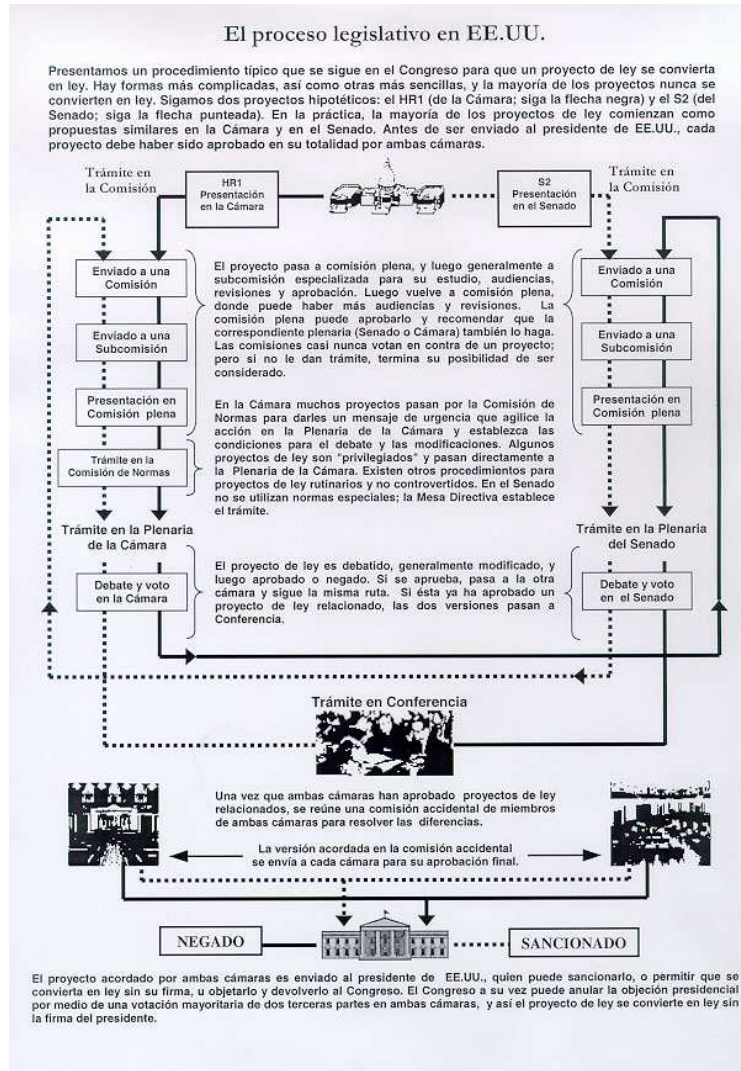 El proceso legislativo en EE.UU.
Presentamos un procedimiento típico que se sigue en el Congreso para que un proyecto de ley se convierta
en ley. Hay formas más complicadas, así como otras más sencillas, y la mayoría de los proyectos nunca se
convierten en ley. Sigamos dos proyectos hipotéticos: el HR1 (de la Cámara; siga la flecha negra) y el S2 (del
Senado; siga la flecha punteada). En la práctica, la mayoría de los proyectos de ley comienzan como
propuestas similares en la Cámara y en el Senado. Antes de ser enviado al presidente de EE.UU., cada
proyecto debe haber sido aprobado en su totalidad por ambas cámaras.
Trámite en
la Comisión
HR1
Presentación
en la Cámara
S2
Presentación
en el Senado
Trámite en
la Comisión
Enviado a una
Comisión
Enviado a una
Subcomisión
Presentación en
Comisión plena
Trámite en la
Comisión de Normas
El proyecto pasa a comisión plena, y luego generalmente a
subcomisión especializada para su estudio, audiencias,
revisiones y aprobación. Luego vuelve a comisión plena,
donde puede haber más audiencias y revisiones. La
comisión plena puede aprobarlo y recomendar que la
correspondiente plenaria (Senado o Cámara) también lo haga.
Las comisiones casi nunca votan en contra de un proyecto;
pero si no le dan trámite, termina su posibilidad de ser
considerado.
En la Cámara muchos proyectos pasan por la Comisión de
Normas para darles un mensaje de urgencia que agilice la
acción en la Plenaria de la Cámara y establezca las
condiciones para el debate y las modificaciones. Algunos
proyectos de ley son "privilegiados" y pasan directamente a
la Plenaria de la Cámara. Existen otros procedimientos para
proyectos de ley rutinarios y no controvertidos. En el Senado
no se utilizan normas especiales; la Mesa Directiva establece
el trámite.
Enviado a una
Comisión
Enviado a una
Subcomisión
Presentación en
Comisión plena
Trámite en la Plenaria
de la Cámara
Trámite en la Plenaria
del Senado
Debate y voto
en la Cámara
El proyecto de ley es debatido, generalmente modificado, y
luego aprobado o negado. Si se aprueba, pasa a la otra
cámara y sigue la misma ruta. Si ésta ya ha aprobado un
proyecto de ley relacionado, las dos versiones pasan a
Conferencia.
Debate y voto
en el Senado
Trámite en Conferencia
Una vez que ambas cámaras han aprobado proyectos de ley
relacionados, se reúne una comisión accidental de miembros
de ambas cámaras para resolver las diferencias.
La versión acordada en la comisión accidental
se envía a cada cámara para su aprobación final.
NEGADO
SANCIONADO
El proyecto acordado por ambas cámaras es enviado al presidente de EE.UU., quien puede sancionarlo, o permitir que se
convierta en ley sin su firma, u objetarlo y devolverlo al Congreso. El Congreso a su vez puede anular la objeción presidencial
por medio de una votación mayoritaria de dos terceras partes en ambas cámaras, y así el proyecto de ley se convierte en ley sin
la firma del presidente.